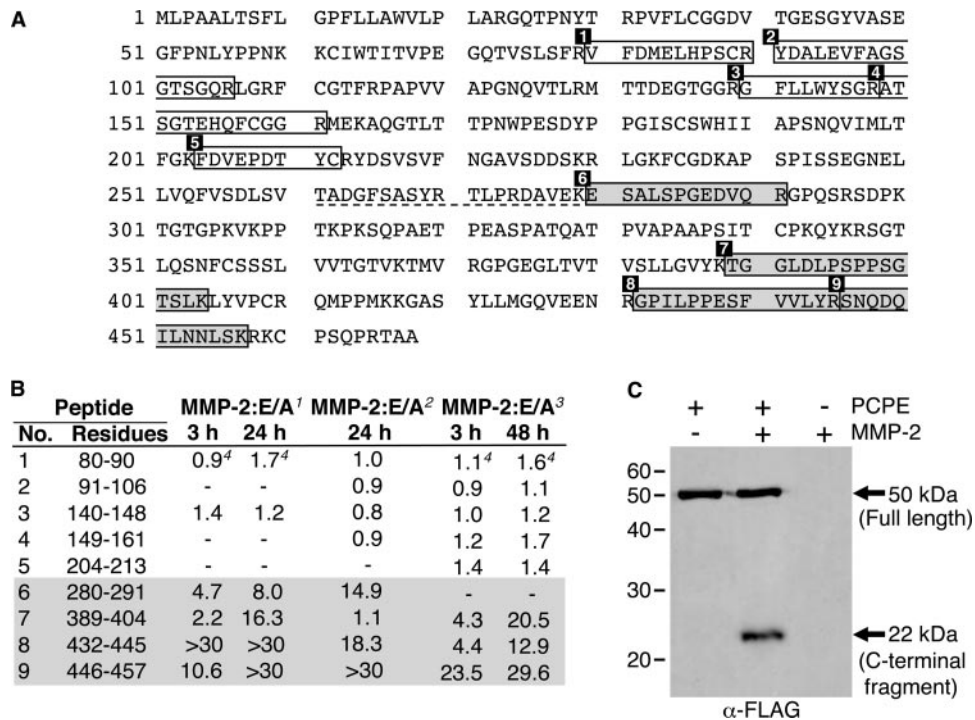 A
1 MLPAALTSFL GPFLLAWVLP LARGQTPNYT RPVFLCGGDV TGESGYVASE
1 2
51 GFPNLYPPNK KCIWTITVPE GQTVSLSFRV FDMELHPSCR YDALEVFAGS
3 4
101 GTSGQRLGRF CGTFRPAPVV APGNQVTLRM TTDEGTGGRG FLLWYSGRAT
151 SGTEHQFCGG RMEKAQGTLT TPNWPESDYP PGISCSWHII APSNQVIMLT
5
201 FGKFDVEPDT YCRYDSVSVF NGAVSDDSKR LGKFCGDKAP SPISSEGNEL
6
251 LVQFVSDLSV TADGFSASYR TLPRDAVEKE SALSPGEDVQ RGPQSRSDPK
301 TGTGPKVKPP TKPKSQPAET PEASPATQAT PVAPAAPSIT CPKQYKRSGT
7
351 LQSNFCSSSL VVTGTVKTMV RGPGEGLTVT VSLLGVYKTG GLDLPSPPSG
8 9
401 TSLKLYVPCR QMPPMKKGAS YLLMGQVEEN RGPILPPESF VVLYRSNQDQ
451 ILNNLSKRKC PSQPRTAA
B
Peptide MMP-2:E/A1 MMP-2:E/A2 MMP-2:E/A3
No. Residues 3 h 24 h 24 h 3 h 48 h
1 80-90 0.94 1.74 1.0 1.14 1.64
2 91-106 - - 0.9 0.9 1.1
3 140-148 1.4 1.2 0.8 1.0 1.2
4 149-161 - - 0.9 1.2 1.7
5 204-213 - - - 1.4 1.4
6 280-291 4.7 8.0 14.9 - -
7 389-404 2.2 16.3 1.1 4.3 20.5
8 432-445 >30 >30 18.3 4.4 12.9
9 446-457 10.6 >30 >30 23.5 29.6
C
+ + - PCPE
- + + MMP-2
60
50
40
30
20
50 kDa
(Full length)
22 kDa
(C-terminal
fragment)
α-FLAG